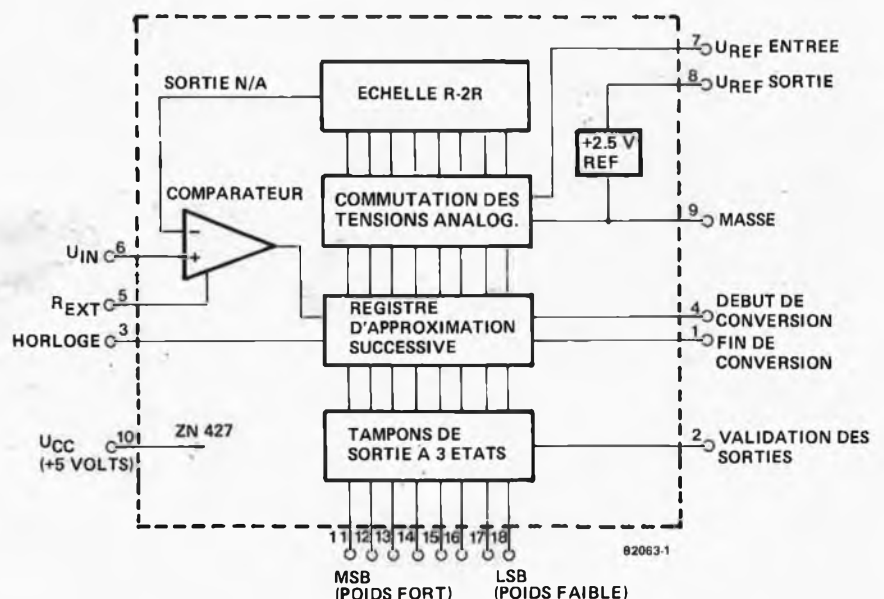 7 UREF ENTREE
8 UREF SORTIE
SORTIE N/A
ECHELLE R-2R
+2.5 V
REF
COMPARATEUR
COMMUTATION DES
TENSIONS ANALOG.
9 MASSE
UIN 6
−
+
REXT 5
HORLOGE 3
REGISTRE
D'APPROXIMATION
SUCCESSIVE
4 DEBUT DE
CONVERSION
1 FIN DE
CONVERSION
UCC 10
(+5 VOLTS)
ZN 427
TAMPONS DE
SORTIE A 3 ETATS
2 VALIDATION DES
SORTIES
11 12 13 14 15 16 17 18
82063-1
MSB
(POIDS FORT)
LSB
(POIDS FAIBLE)